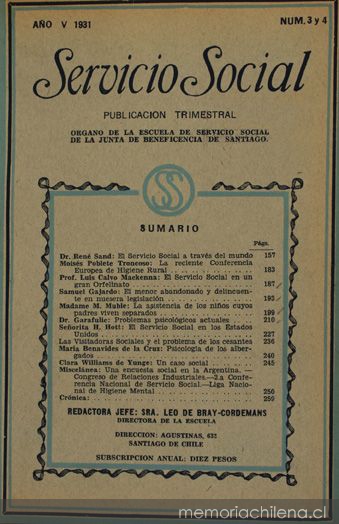 AÑO V 1931 NUM. 3 y 4
Servicio Social
PUBLICACION TRIMESTRAL
ORGANO DE LA ESCUELA DE SERVICIO SOCIAL
DE LA JUNTA DE BENEFICENCIA DE SANTIAGO.
SS
SUMARIO
Págs.
Dr. René Sand: El Servicio Social a través del mundo 157
Moisés Poblete Troncoso: La reciente Conferencia
Europea de Higiene Rural . . . . . . . . . . . . 183
Prof. Luis Calvo Mackenna: El Servicio Social en un
gran Orfelinato . . . . . . . . . . . . . . . . 187
Samuel Gajardo: El menor abandonado y delincuen-
te en nuestra legislación . . . . . . . . . . . . 193
Madame M. Mulle: La asistencia de los niños cuyos
padres viven separados . . . . . . . . . . . . 199
Dr. Garafulic: Problemas psicológicos actuales . . 210
Señorita H. Hott: El Servicio Social en los Estados
Unidos . . . . . . . . . . . . . . . . . . . . 227
Las Visitadoras Sociales y el problema de los cesantes 236
María Benavides de la Cruz: Psicología de los alber-
gados . . . . . . . . . . . . . . . . . . . . 240
Clara Williams de Yunge: Un caso social . . . . . 245
Miscelánea: Una encuesta social en la Argentina. —
Congreso de Relaciones Industriales.—2.a Confe-
rencia Nacional de Servicio Social.—Liga Nacio-
nal de Higiene Mental . . . . . . . . . . . . 250
Crónica: . . . . . . . . . . . . . . . . . . . 259
REDACTORA JEFE: SRA. LEO DE BRAY-CORDEMANS
DIRECTORA DE LA ESCUELA
DIRECCION: AGUSTINAS, 632
SANTIAGO DE CHILE
SUBSCRIPCION ANUAL: DIEZ PESOS
memoriachilena.cl